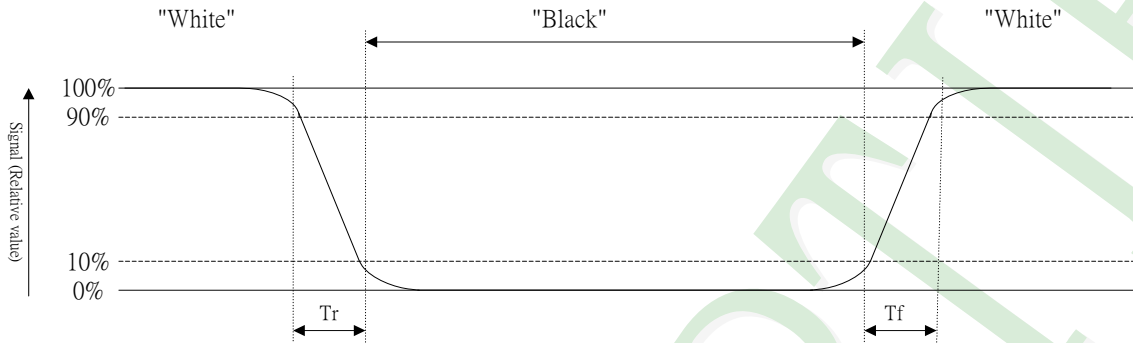 "White" "Black" "White"
100%
90%
Signal (Relative value)
10%
0%
Tr Tf